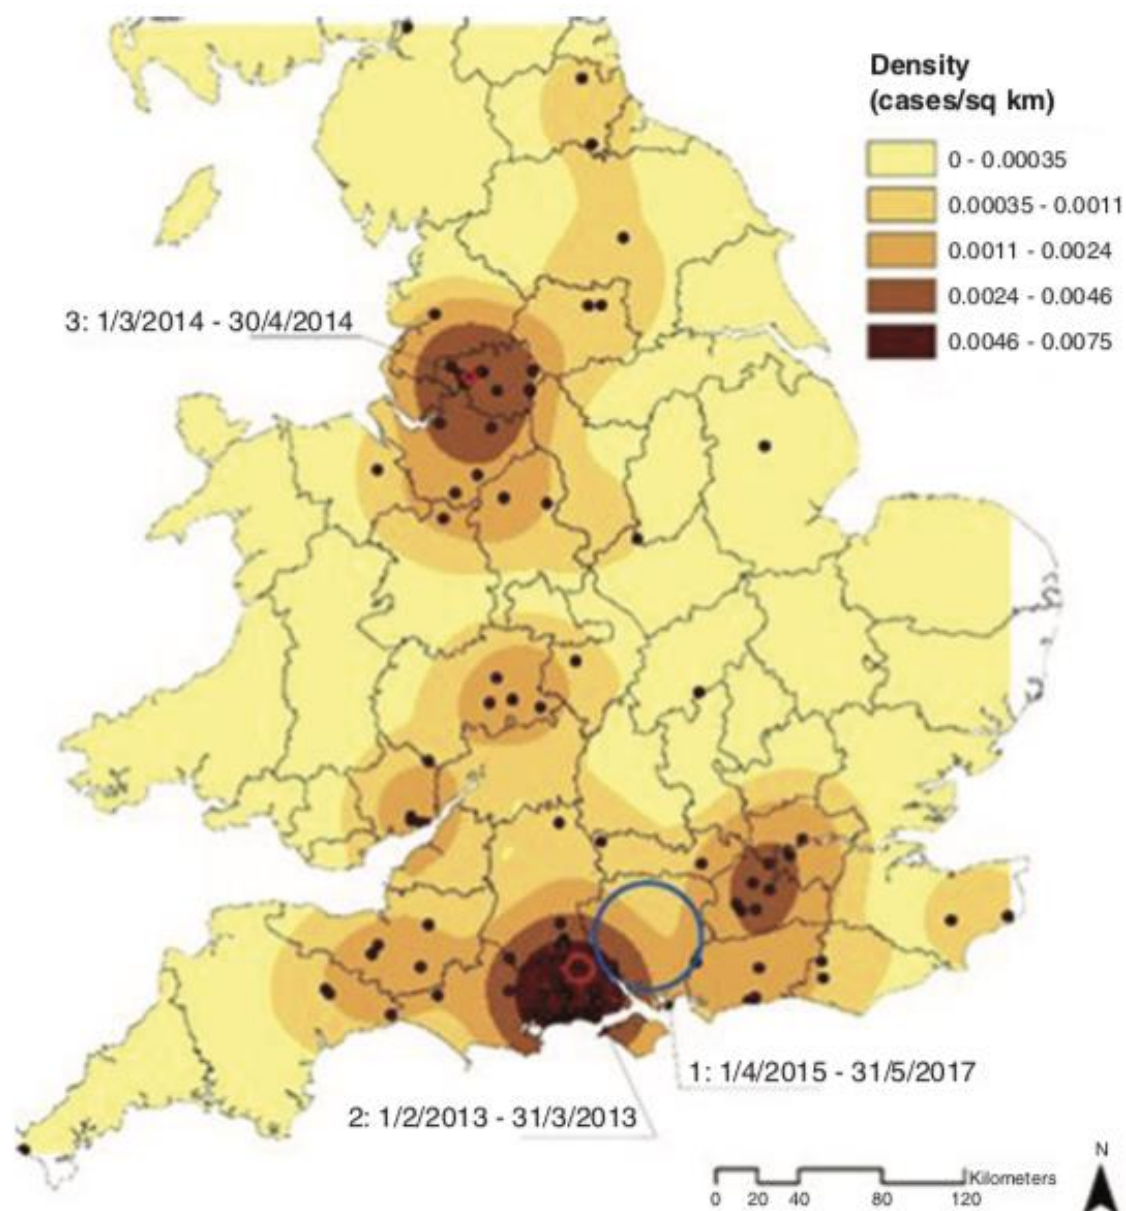 Density
(cases/sq km)
0 - 0.00035
0.00035 - 0.0011
0.0011 - 0.0024
0.0024 - 0.0046
0.0046 - 0.0075
3: 1/3/2014 - 30/4/2014
1: 1/4/2015 - 31/5/2017
2: 1/2/2013 - 31/3/2013
N
Kilometers
0 20 40 80 120